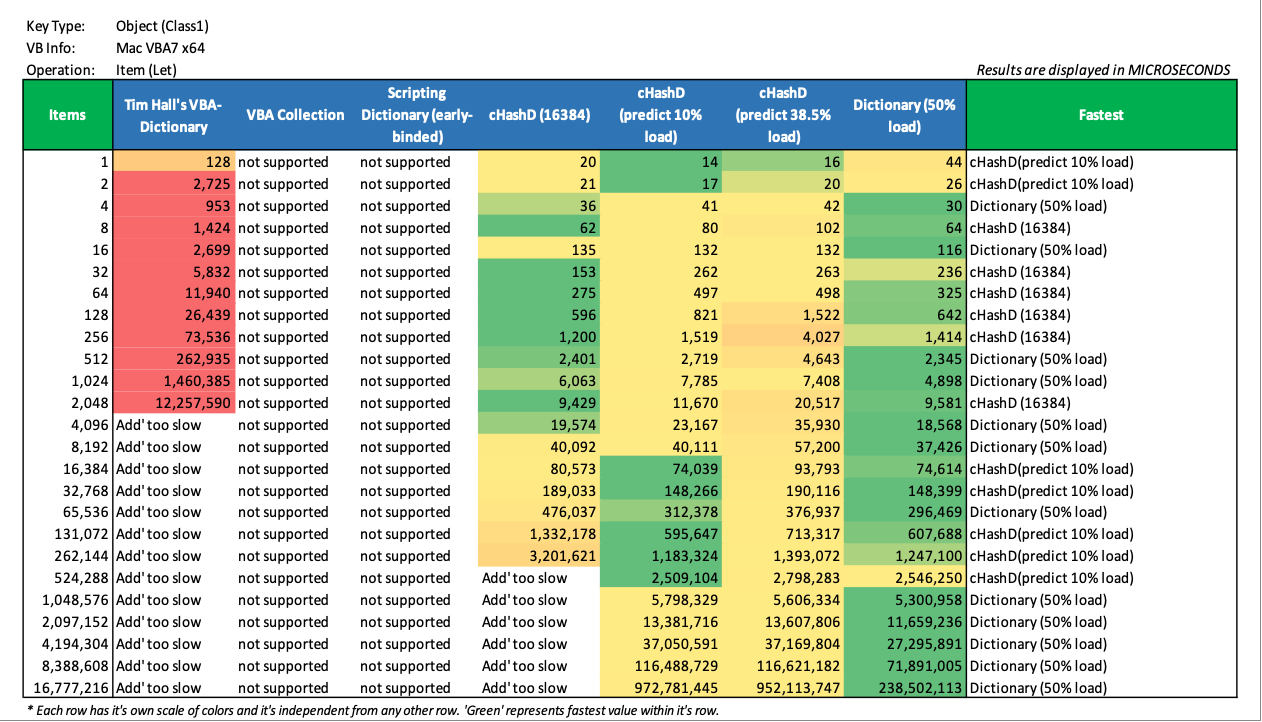 Key Type: Object (Class1)
VB Info: Mac VBA7 x64
Operation: Item (Let) Results are displayed in MICROSECONDS
Items Tim Hall's VBA-Dictionary VBA Collection Scripting Dictionary (early-binded) cHashD (16384) cHashD (predict 10% load) cHashD (predict 38.5% load) Dictionary (50% load) Fastest
1 128 not supported not supported 20 14 16 44 cHashD(predict 10% load)
2 2,725 not supported not supported 21 17 20 26 cHashD(predict 10% load)
4 953 not supported not supported 36 41 42 30 Dictionary (50% load)
8 1,424 not supported not supported 62 80 102 64 cHashD (16384)
16 2,699 not supported not supported 135 132 132 116 Dictionary (50% load)
32 5,832 not supported not supported 153 262 263 236 cHashD (16384)
64 11,940 not supported not supported 275 497 498 325 cHashD (16384)
128 26,439 not supported not supported 596 821 1,522 642 cHashD (16384)
256 73,536 not supported not supported 1,200 1,519 4,027 1,414 cHashD (16384)
512 262,935 not supported not supported 2,401 2,719 4,643 2,345 Dictionary (50% load)
1,024 1,460,385 not supported not supported 6,063 7,785 7,408 4,898 Dictionary (50% load)
2,048 12,257,590 not supported not supported 9,429 11,670 20,517 9,581 cHashD (16384)
4,096 Add' too slow not supported not supported 19,574 23,167 35,930 18,568 Dictionary (50% load)
8,192 Add' too slow not supported not supported 40,092 40,111 57,200 37,426 Dictionary (50% load)
16,384 Add' too slow not supported not supported 80,573 74,039 93,793 74,614 cHashD(predict 10% load)
32,768 Add' too slow not supported not supported 189,033 148,266 190,116 148,399 cHashD(predict 10% load)
65,536 Add' too slow not supported not supported 476,037 312,378 376,937 296,469 Dictionary (50% load)
131,072 Add' too slow not supported not supported 1,332,178 595,647 713,317 607,688 cHashD(predict 10% load)
262,144 Add' too slow not supported not supported 3,201,621 1,183,324 1,393,072 1,247,100 cHashD(predict 10% load)
524,288 Add' too slow not supported not supported Add' too slow 2,509,104 2,798,283 2,546,250 cHashD(predict 10% load)
1,048,576 Add' too slow not supported not supported Add' too slow 5,798,329 5,606,334 5,300,958 Dictionary (50% load)
2,097,152 Add' too slow not supported not supported Add' too slow 13,381,716 13,607,806 11,659,236 Dictionary (50% load)
4,194,304 Add' too slow not supported not supported Add' too slow 37,050,591 37,169,804 27,295,891 Dictionary (50% load)
8,388,608 Add' too slow not supported not supported Add' too slow 116,488,729 116,621,182 71,891,005 Dictionary (50% load)
16,777,216 Add' too slow not supported not supported Add' too slow 972,781,445 952,113,747 238,502,113 Dictionary (50% load)
* Each row has it's own scale of colors and it's independent from any other row. 'Green' represents fastest value within it's row.